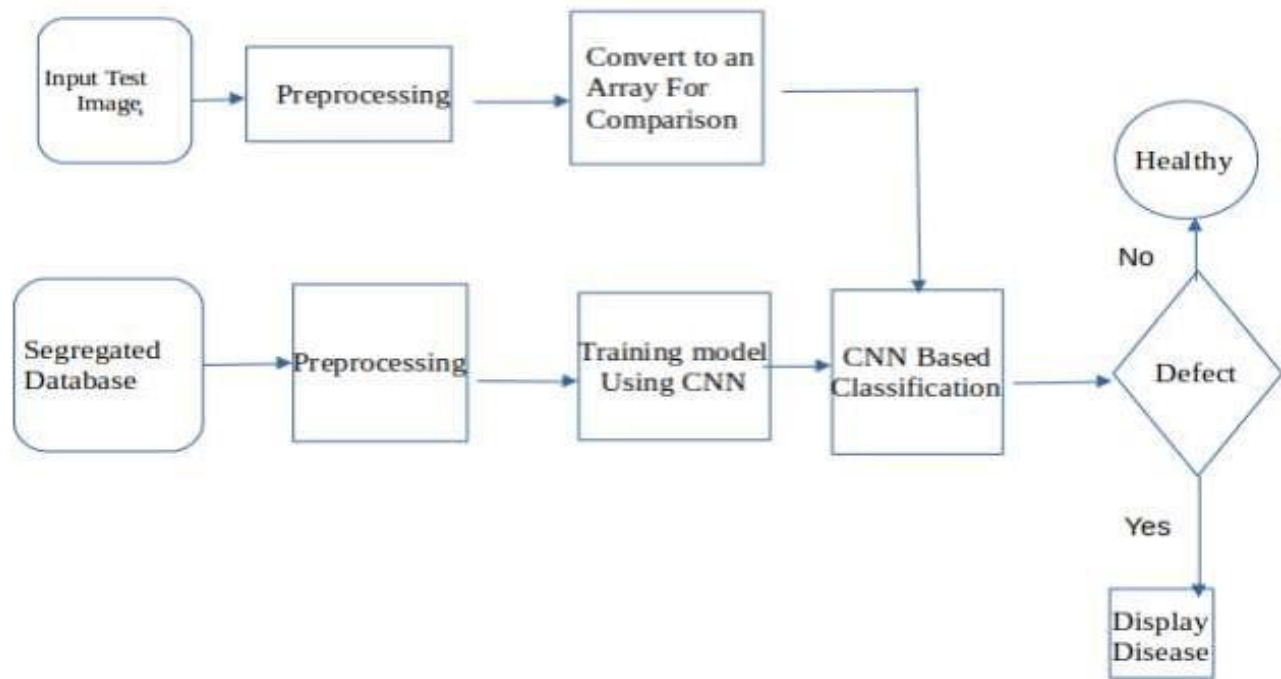 Input Test
Image,
Preprocessing
Convert to an
Array For
Comparison
Healthy
No
Segregated
Database
Preprocessing
Training model
Using CNN
CNN Based
Classification
Defect
Yes
Display
Disease